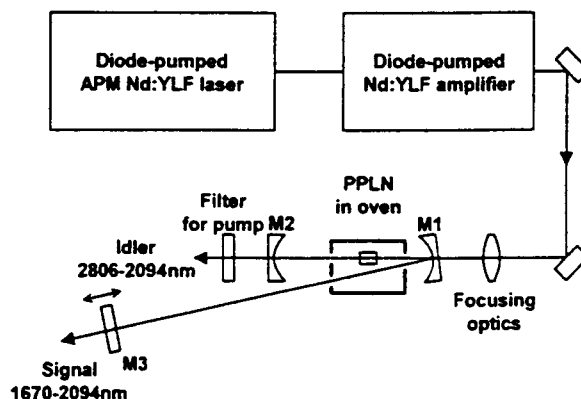 Diode-pumped
APM Nd:YLF laser
Diode-pumped
Nd:YLF amplifier
PPLN
in oven
M1
Filter
for pump
M2
Idler
2806-2094nm
Focusing
optics
M3
Signal
1670-2094nm